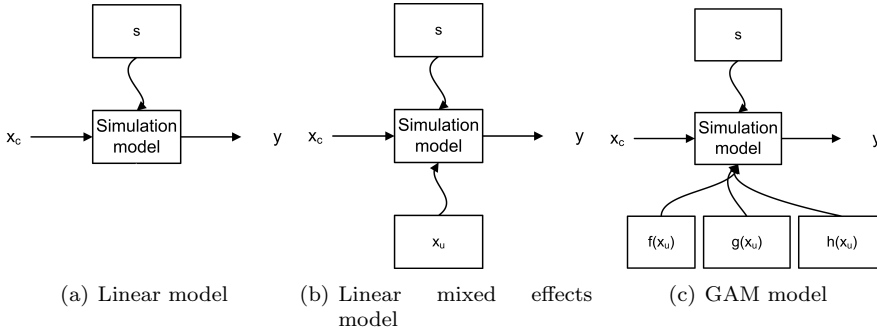 s
x_c
Simulation
model
y
(a) Linear model
s
x_c
Simulation
model
y
x_u
(b) Linear mixed effects
model
s
x_c
Simulation
model
y
f(x_u)
g(x_u)
h(x_u)
(c) GAM model